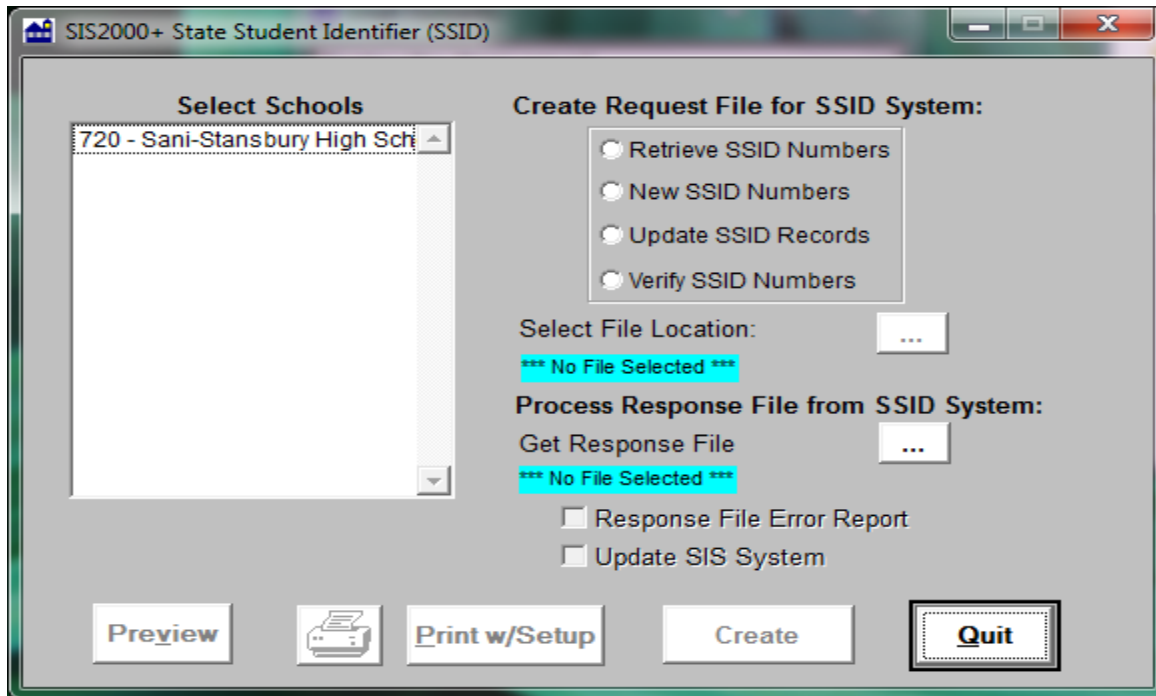 SIS2000+ State Student Identifier (SSID)
Select Schools
720 - Sani-Stansbury High Sch
Create Request File for SSID System:
Retrieve SSID Numbers
New SSID Numbers
Update SSID Records
Verify SSID Numbers
Select File Location:
...
*** No File Selected ***
Process Response File from SSID System:
Get Response File
...
*** No File Selected ***
Response File Error Report
Update SIS System
Preview
Print w/Setup
Create
Quit